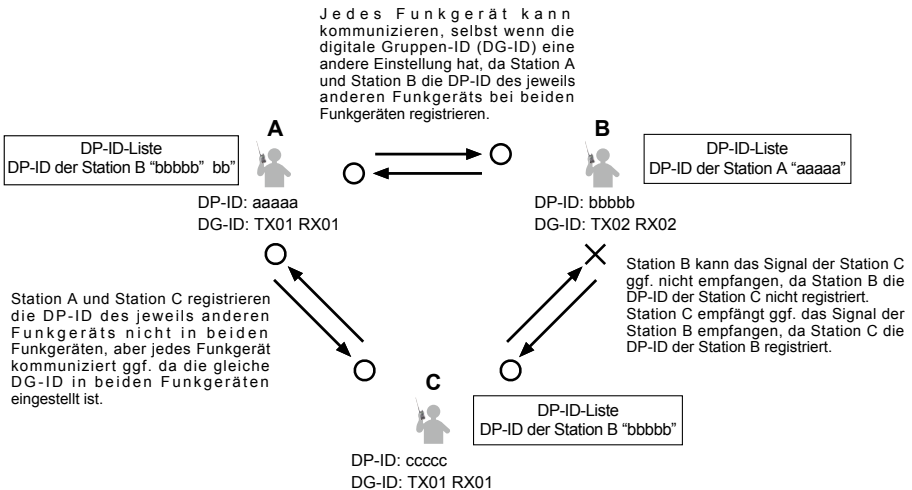 Jedes Funkgerät kann
kommunizieren, selbst wenn die
digitale Gruppen-ID (DG-ID) eine
andere Einstellung hat, da Station A
und Station B die DP-ID des jeweils
anderen Funkgeräts bei beiden
Funkgeräten registrieren.
A
B
DP-ID-Liste
DP-ID der Station B “bbbbb” bb”
DP-ID-Liste
DP-ID der Station A “aaaaa”
DP-ID: aaaaa
DG-ID: TX01 RX01
DP-ID: bbbbb
DG-ID: TX02 RX02
Station B kann das Signal der Station C
ggf. nicht empfangen, da Station B die
DP-ID der Station C nicht registriert.
Station C empfängt ggf. das Signal der
Station B empfangen, da Station C die
DP-ID der Station B registriert.
Station A und Station C registrieren
die DP-ID des jeweils anderen
Funkgeräts nicht in beiden
Funkgeräten, aber jedes Funkgerät
kommuniziert ggf. da die gleiche
DG-ID in beiden Funkgeräten
eingestellt ist.
C
DP-ID-Liste
DP-ID der Station B “bbbbb”
DP-ID: ccccc
DG-ID: TX01 RX01